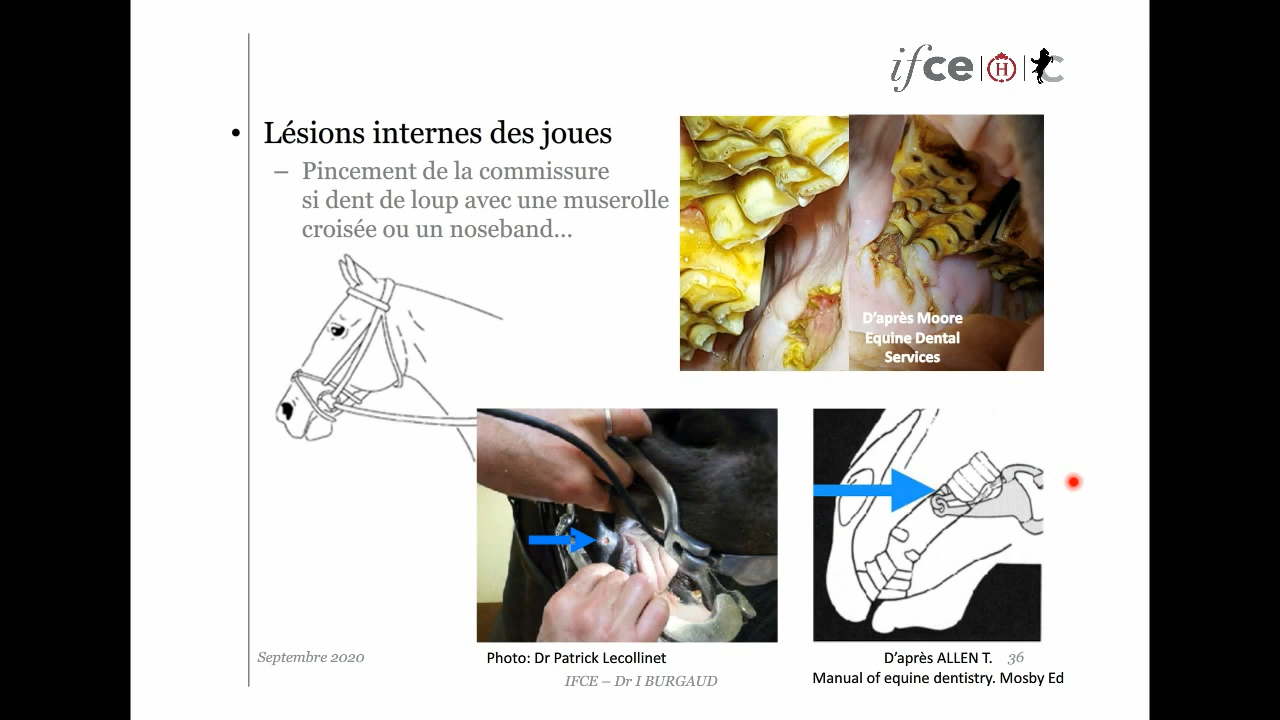 ifce
H
c
• Lésions internes des joues
– Pincement de la commissure
si dent de loup avec une muserolle
croisée ou un noseband...
D'après Moore
Equine Dental
Services
Septembre 2020
Photo: Dr Patrick Lecollinet
IFCE – Dr I BURGAUD
D'après ALLEN T.
36
Manual of equine dentistry. Mosby Ed